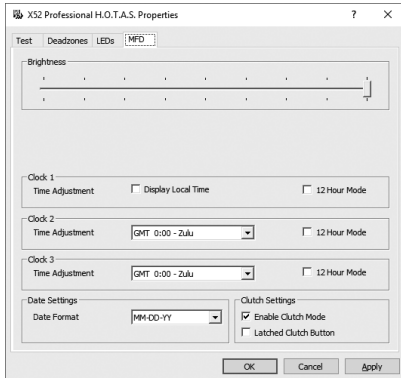 X52 Professional H.O.T.A.S. Properties ? X
Test Deadzones LEDs MFD
Brightness
Clock 1
Time Adjustment Display Local Time 12 Hour Mode
Clock 2
Time Adjustment GMT 0:00 - Zulu 12 Hour Mode
Clock 3
Time Adjustment GMT 0:00 - Zulu 12 Hour Mode
Date Settings Clutch Settings
Date Format MM-DD-YY Enable Clutch Mode
Latched Clutch Button
OK Cancel Apply